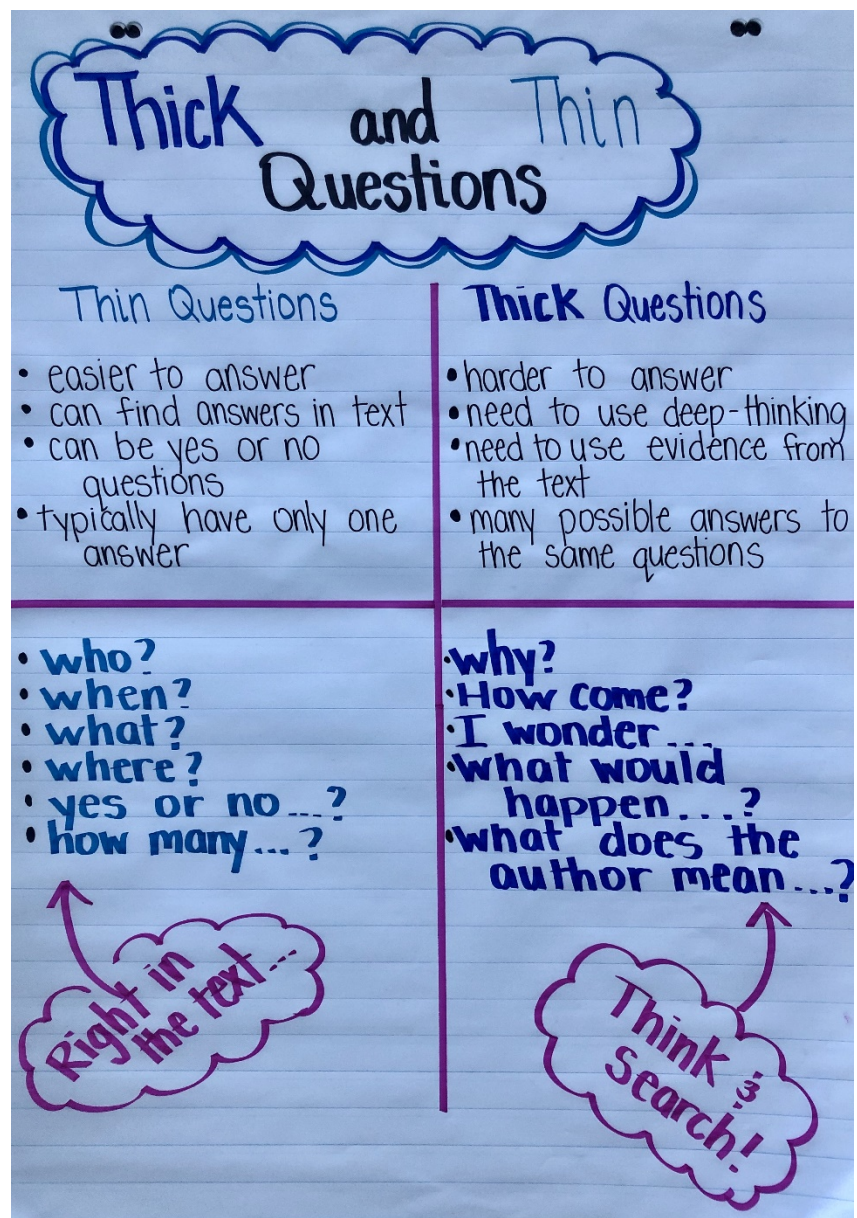 Thick and Thin
Questions
Thin Questions
• easier to answer
• can find answers in text
• can be yes or no
questions
• typically have only one
answer
Thick Questions
• harder to answer
• need to use deep-thinking
• need to use evidence from
the text
• many possible answers to
the same questions
• who?
• when?
• what?
• where?
• yes or no...?
• how many...?
Right in
the text...
• why?
• How come?
• I wonder...
• what would
happen....?
• what does the
author mean...?
Think &
search!